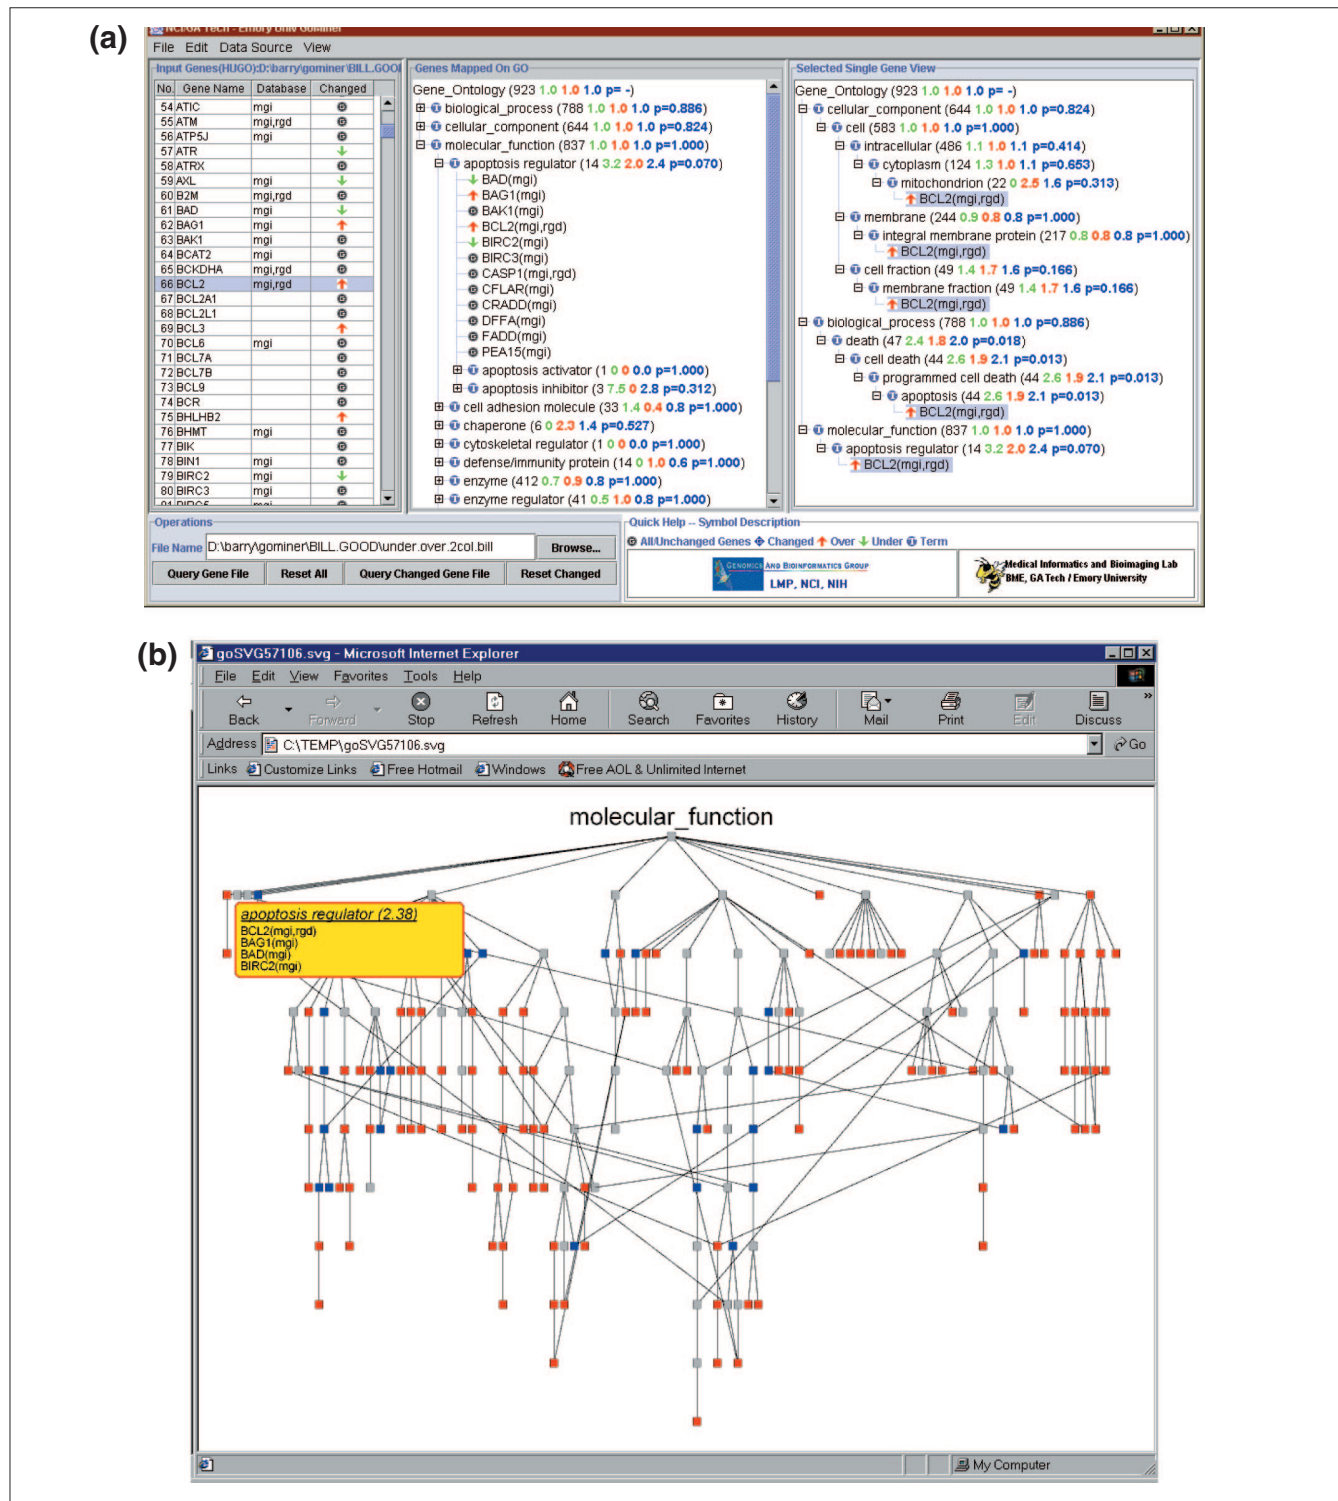 (a)
NCI/GA Tech - Emory Univ GoMiner
File Edit Data Source View
Input Genes(HUGO):D:\barry\gominer\BILL.GOO
No. Gene Name Database Changed
54 ATIC mgi
55 ATM mgi,rgd
56 ATP5J mgi
57 ATR
58 ATRX
59 AXL mgi
60 B2M mgi,rgd
61 BAD mgi
62 BAG1 mgi
63 BAK1 mgi
64 BCAT2 mgi
65 BCKDHA mgi,rgd
66 BCL2 mgi,rgd
67 BCL2A1
68 BCL2L1
69 BCL3
70 BCL6 mgi
71 BCL7A
72 BCL7B
73 BCL9
74 BCR
75 BHLHB2
76 BHMT mgi
77 BIK
78 BIN1 mgi
79 BIRC2 mgi
80 BIRC3 mgi
81 BIRC5 mgi
Genes Mapped On GO
Gene_Ontology (923 1.0 1.0 1.0 p= -)
biological_process (788 1.0 1.0 1.0 p=0.886)
cellular_component (644 1.0 1.0 1.0 p=0.824)
molecular_function (837 1.0 1.0 1.0 p=1.000)
apoptosis regulator (14 3.2 2.0 2.4 p=0.070)
BAD(mgi)
BAG1(mgi)
BAK1(mgi)
BCL2(mgi,rgd)
BIRC2(mgi)
BIRC3(mgi)
CASP1(mgi,rgd)
CFLAR(mgi)
CRADD(mgi)
DFFA(mgi)
FADD(mgi)
PEA15(mgi)
apoptosis activator (1 0 0 0.0 p=1.000)
apoptosis inhibitor (3 7.5 0 2.8 p=0.312)
cell adhesion molecule (33 1.4 0.4 0.8 p=1.000)
chaperone (6 0 2.3 1.4 p=0.527)
cytoskeletal regulator (1 0 0 0.0 p=1.000)
defense/immunity protein (14 0 1.0 0.6 p=1.000)
enzyme (412 0.7 0.9 0.8 p=1.000)
enzyme regulator (41 0.5 1.0 0.8 p=1.000)
Selected Single Gene View
Gene_Ontology (923 1.0 1.0 1.0 p= -)
cellular_component (644 1.0 1.0 1.0 p=0.824)
cell (583 1.0 1.0 1.0 p=1.000)
intracellular (486 1.1 1.0 1.1 p=0.414)
cytoplasm (124 1.3 1.0 1.1 p=0.653)
mitochondrion (22 0 2.5 1.6 p=0.313)
BCL2(mgi,rgd)
membrane (244 0.9 0.8 0.8 p=1.000)
integral membrane protein (217 0.8 0.8 0.8 p=1.000)
BCL2(mgi,rgd)
cell fraction (49 1.4 1.7 1.6 p=0.166)
membrane fraction (49 1.4 1.7 1.6 p=0.166)
BCL2(mgi,rgd)
biological_process (788 1.0 1.0 1.0 p=0.886)
death (47 2.4 1.8 2.0 p=0.018)
cell death (44 2.6 1.9 2.1 p=0.013)
programmed cell death (44 2.6 1.9 2.1 p=0.013)
apoptosis (44 2.6 1.9 2.1 p=0.013)
BCL2(mgi,rgd)
molecular_function (837 1.0 1.0 1.0 p=1.000)
apoptosis regulator (14 3.2 2.0 2.4 p=0.070)
BCL2(mgi,rgd)
Operations
File Name D:\barry\gominer\BILL.GOOD\under.over.2col.bill Browse...
Query Gene File Reset All Query Changed Gene File Reset Changed
Quick Help -- Symbol Description
All/Unchanged Genes Changed Over Under Term
GENOMICS AND BIOINFORMATICS GROUP
LMP, NCI, NIH
Medical Informatics and Bioimaging Lab
BME, GA Tech / Emory University
(b)
goSVG57106.svg - Microsoft Internet Explorer
File Edit View Favorites Tools Help
Back Forward Stop Refresh Home Search Favorites History Mail Print Edit Discuss
»
Address C:\TEMP\goSVG57106.svg Go
Links Customize Links Free Hotmail Windows Free AOL & Unlimited Internet
molecular_function
apoptosis regulator (2.38)
BCL2(mgi,rgd)
BAG1(mgi)
BAD(mgi)
BIRC2(mgi)
My Computer